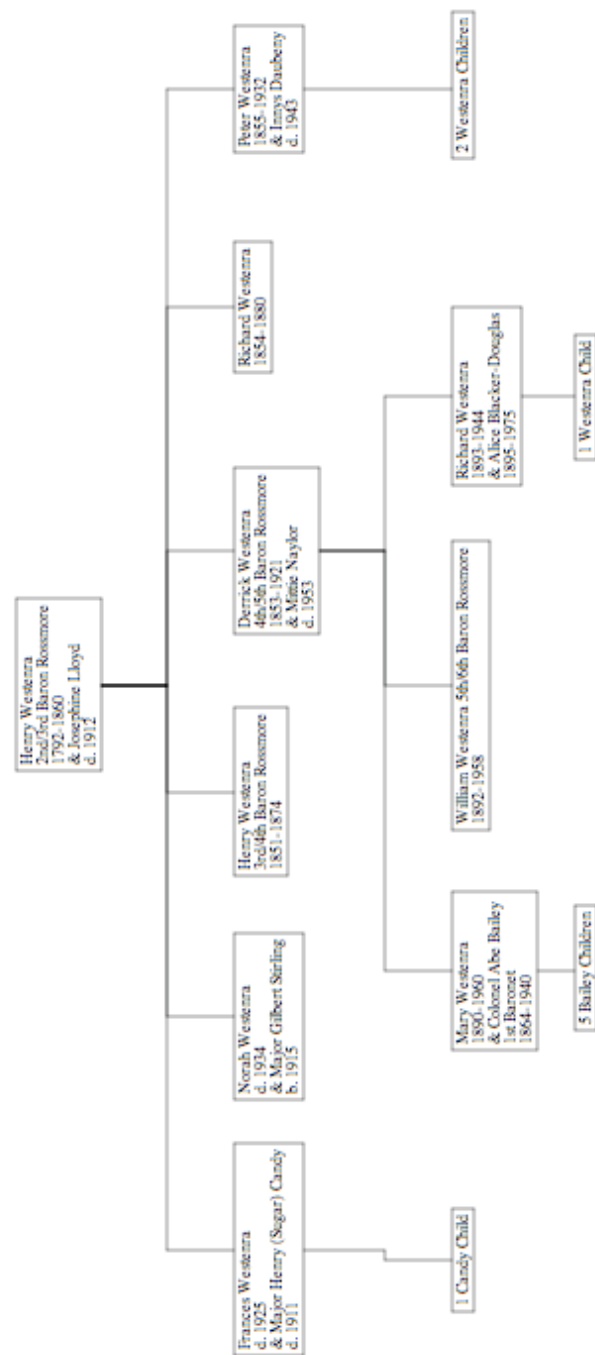 Henry Westenra
2nd/3rd Baron Rossmore
1792-1860
& Josephine Lloyd
d. 1912
Frances Westenra
d. 1925
& Major Henry (Sugar) Candy
d. 1911
Norah Westenra
d. 1934
& Major Gilbert Stirling
b. 1915
Henry Westenra
3rd/4th Baron Rossmore
1851-1874
Derrick Westenra
4th/5th Baron Rossmore
1853-1921
& Mittie Naylor
d. 1953
Richard Westenra
1854-1880
Peter Westenra
1855-1932
& Innys Daubeny
d. 1943
1 Candy Child
Mary Westenra
1890-1960
& Colonel Abe Bailey
1st Baronet
1864-1940
William Westenra 5th/6th Baron Rossmore
1892-1958
Richard Westenra
1893-1944
& Alice Blacker-Douglas
1895-1975
2 Westenra Children
5 Bailey Children
1 Westenra Child